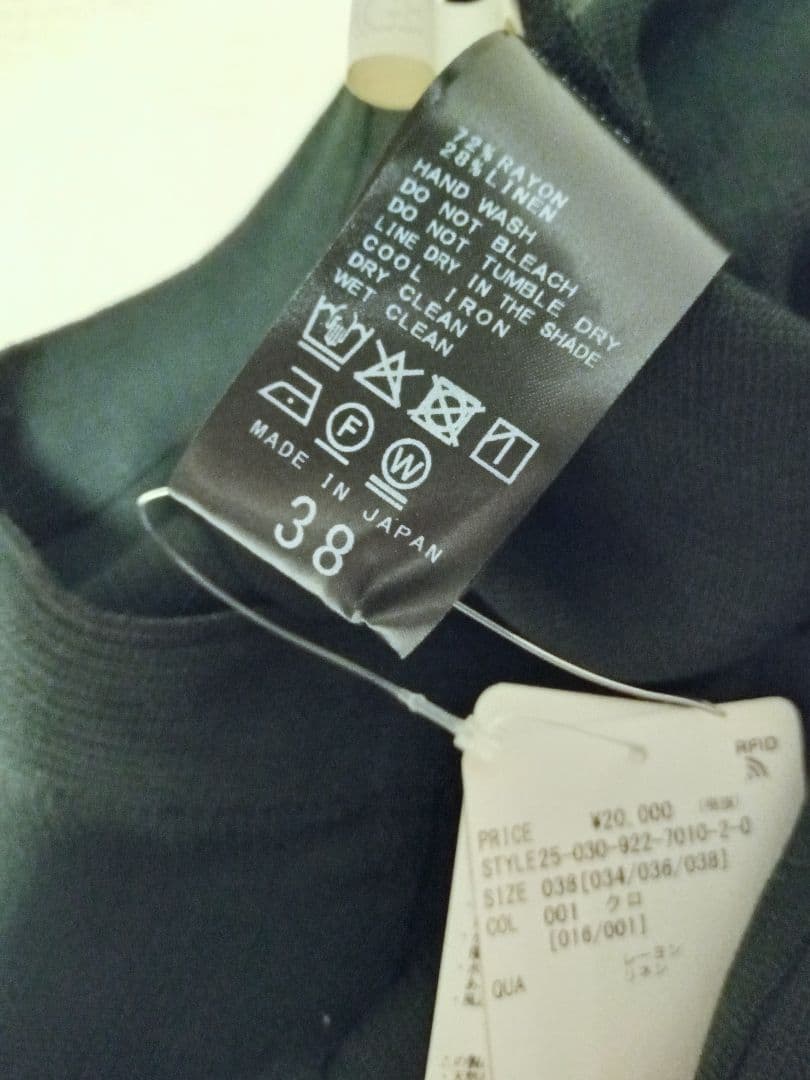 72% RAYON
28% LINEN
HAND WASH
DO NOT BLEACH
DO NOT TUMBLE DRY
LINE DRY IN THE SHADE
COOL IRON
DRY CLEAN
WET CLEAN
F
W
MADE IN JAPAN
38
RFID
PRICE ¥20,000
STYLE 25-030-922-7010-2-0
SIZE 038[034/036/038]
COL 001 クロ
[016/001]
QUA レーヨン
リネン